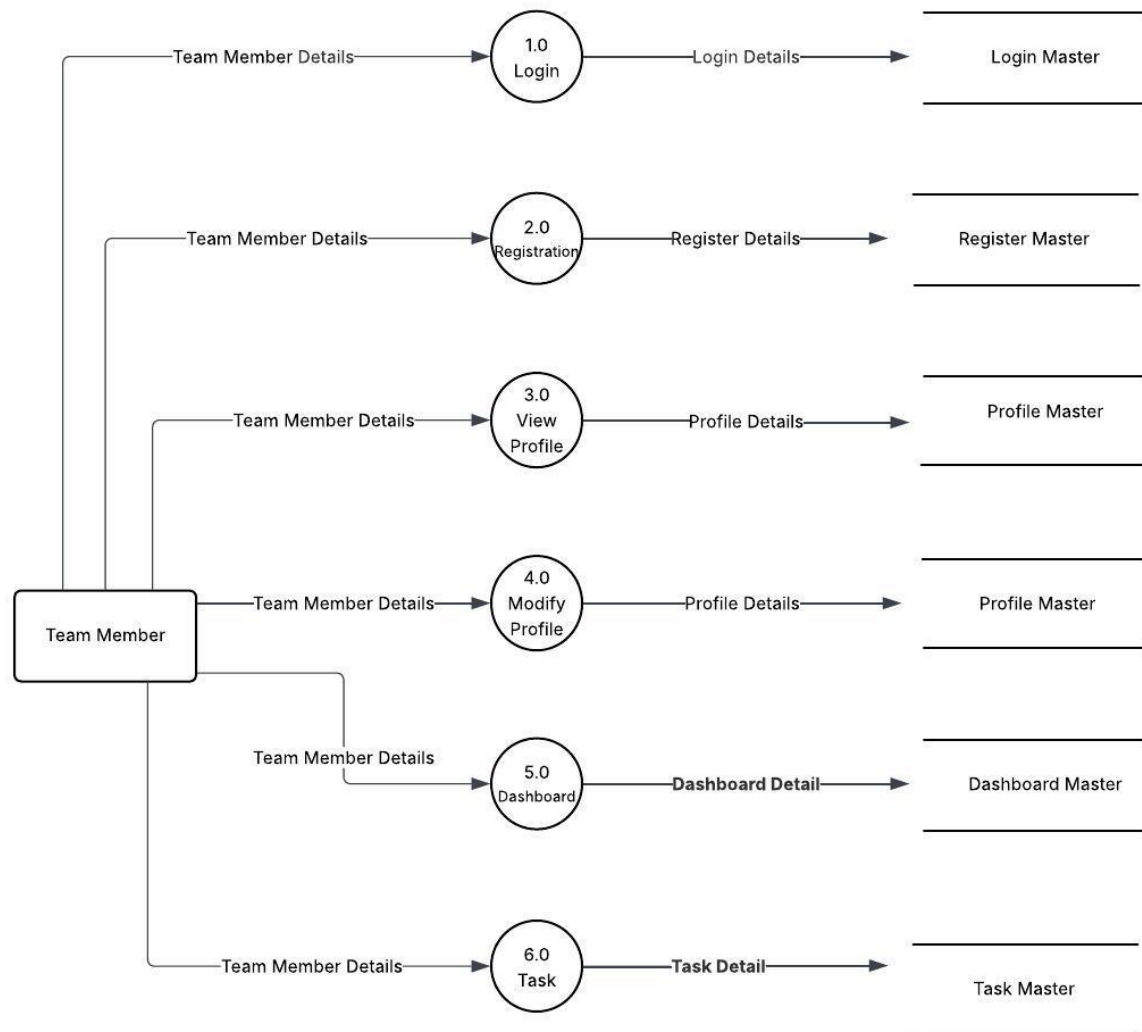 Team Member Details
1.0
Login
Login Details
Login Master
Team Member Details
2.0
Registration
Register Details
Register Master
Team Member Details
3.0
View
Profile
Profile Details
Profile Master
Team Member
Team Member Details
4.0
Modify
Profile
Profile Details
Profile Master
Team Member Details
5.0
Dashboard
Dashboard Detail
Dashboard Master
Team Member Details
6.0
Task
Task Detail
Task Master